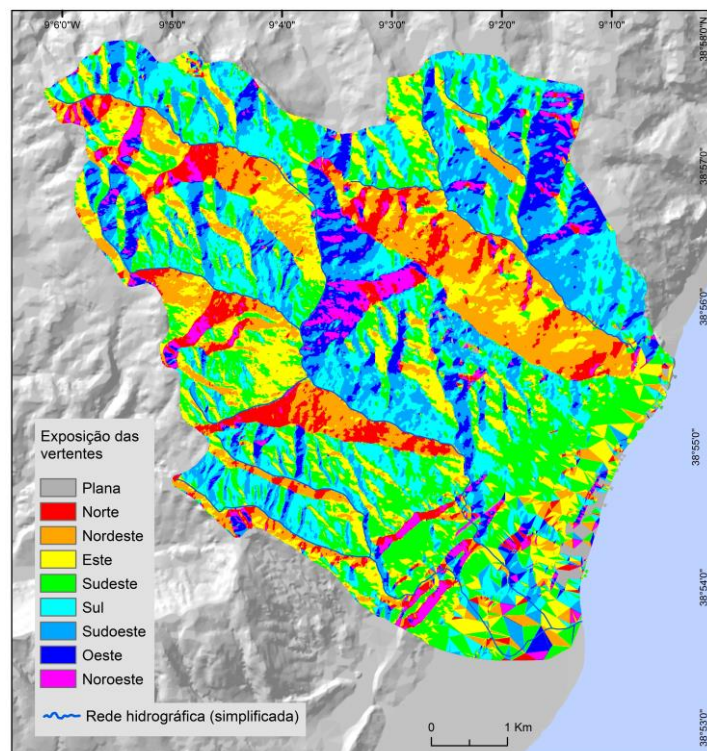 9°6'0"W
9°5'0"
9°4'0"
9°3'0"
9°2'0"
9°1'0"
38°58'0"N
38°57'0"
38°56'0"
38°55'0"
38°54'0"
38°53'0"
Exposição das
vertentes
Plana
Norte
Nordeste
Este
Sudeste
Sul
Sudoeste
Oeste
Noroeste
Rede hidrográfica (simplificada)
0 1 Km